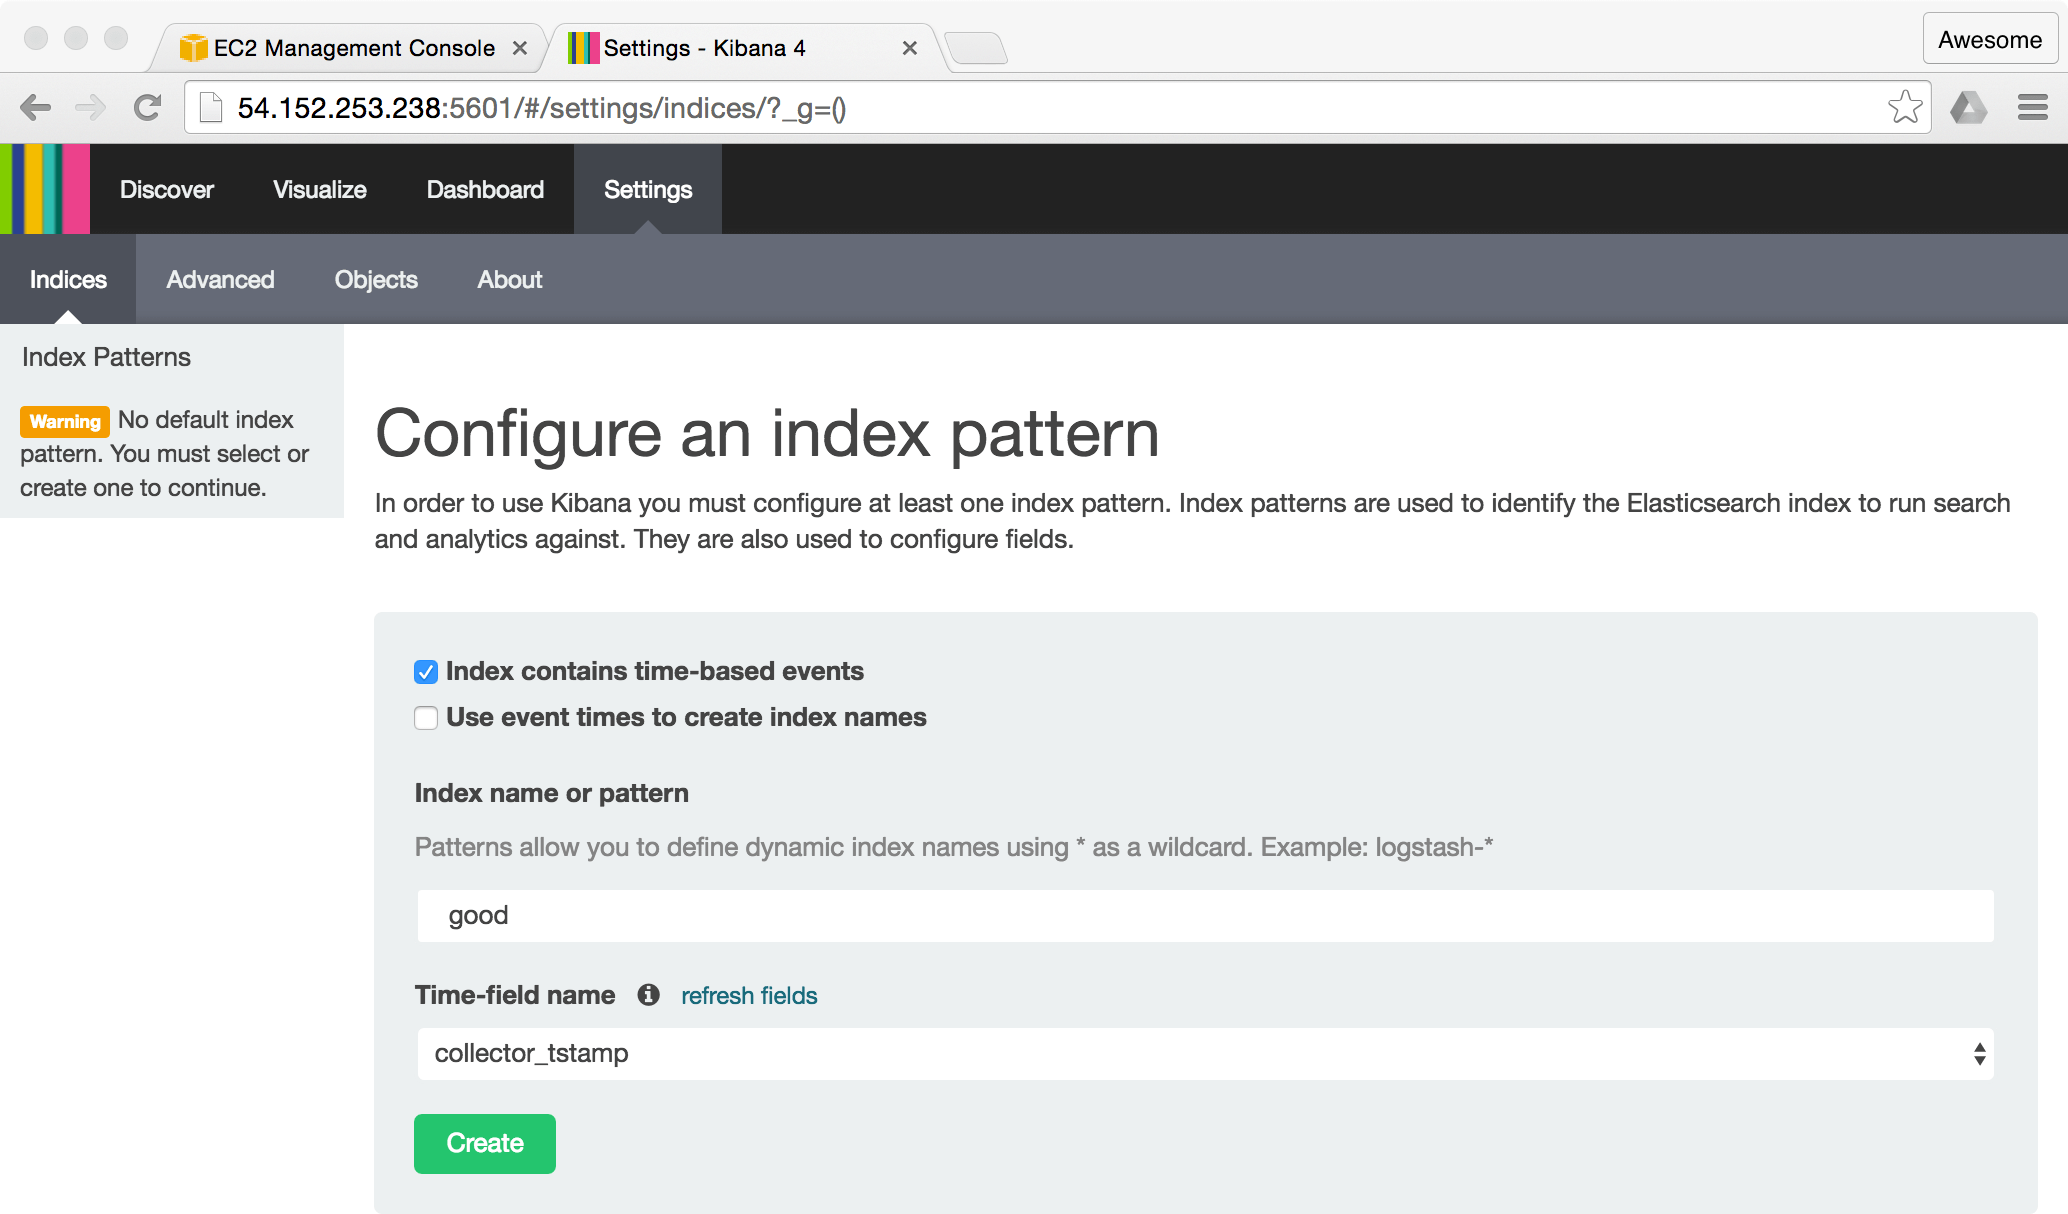 EC2 Management Console
Settings - Kibana 4
Awesome
54.152.253.238:5601/#/settings/indices/?_g=()
Discover Visualize Dashboard Settings
Indices Advanced Objects About
Index Patterns
Warning No default index
pattern. You must select or
create one to continue.
Configure an index pattern
In order to use Kibana you must configure at least one index pattern. Index patterns are used to identify the Elasticsearch index to run search
and analytics against. They are also used to configure fields.
Index contains time-based events
Use event times to create index names
Index name or pattern
Patterns allow you to define dynamic index names using * as a wildcard. Example: logstash-*
good
Time-field name refresh fields
collector_tstamp
Create